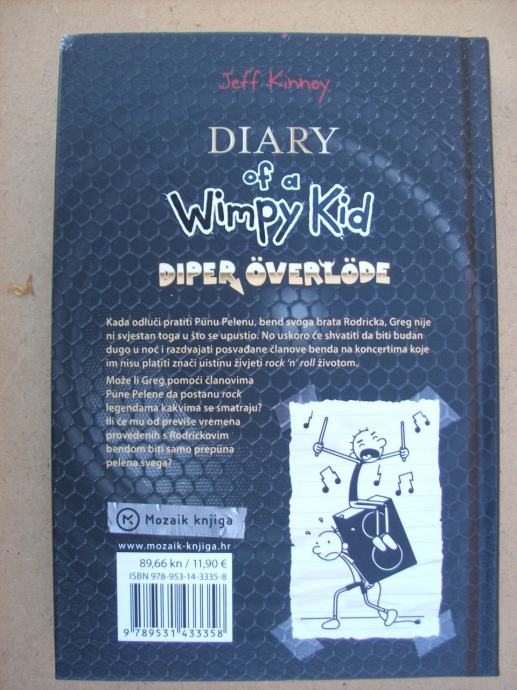 Jeff Kinney
DIARY
of a
Wimpy Kid
DIPER ÖVERLÖDE
Kada odluči pratiti Pünu Pelenu, bend svoga brata Rodricka, Greg nije
ni svjestan toga u što se upustio. No uskoro će shvatiti da biti budan
dugo u noć i razdvajati posvađane članove benda na koncertima koje
im nisu platiti znači uistinu živjeti rock 'n' roll životom.
Može li Greg pomoći članovima
Püne Pelene da postanu rock
legendama kakvima se smatraju?
Ili će mu od previše vremena
provedenih s Rodrickovim
bendom biti samo prepüna
pelena svega?
M Mozaik knjiga
www.mozaik-knjiga.hr
89,66 kn / 11,90 €
ISBN 978-953-14-3335-8
9 789531 433358